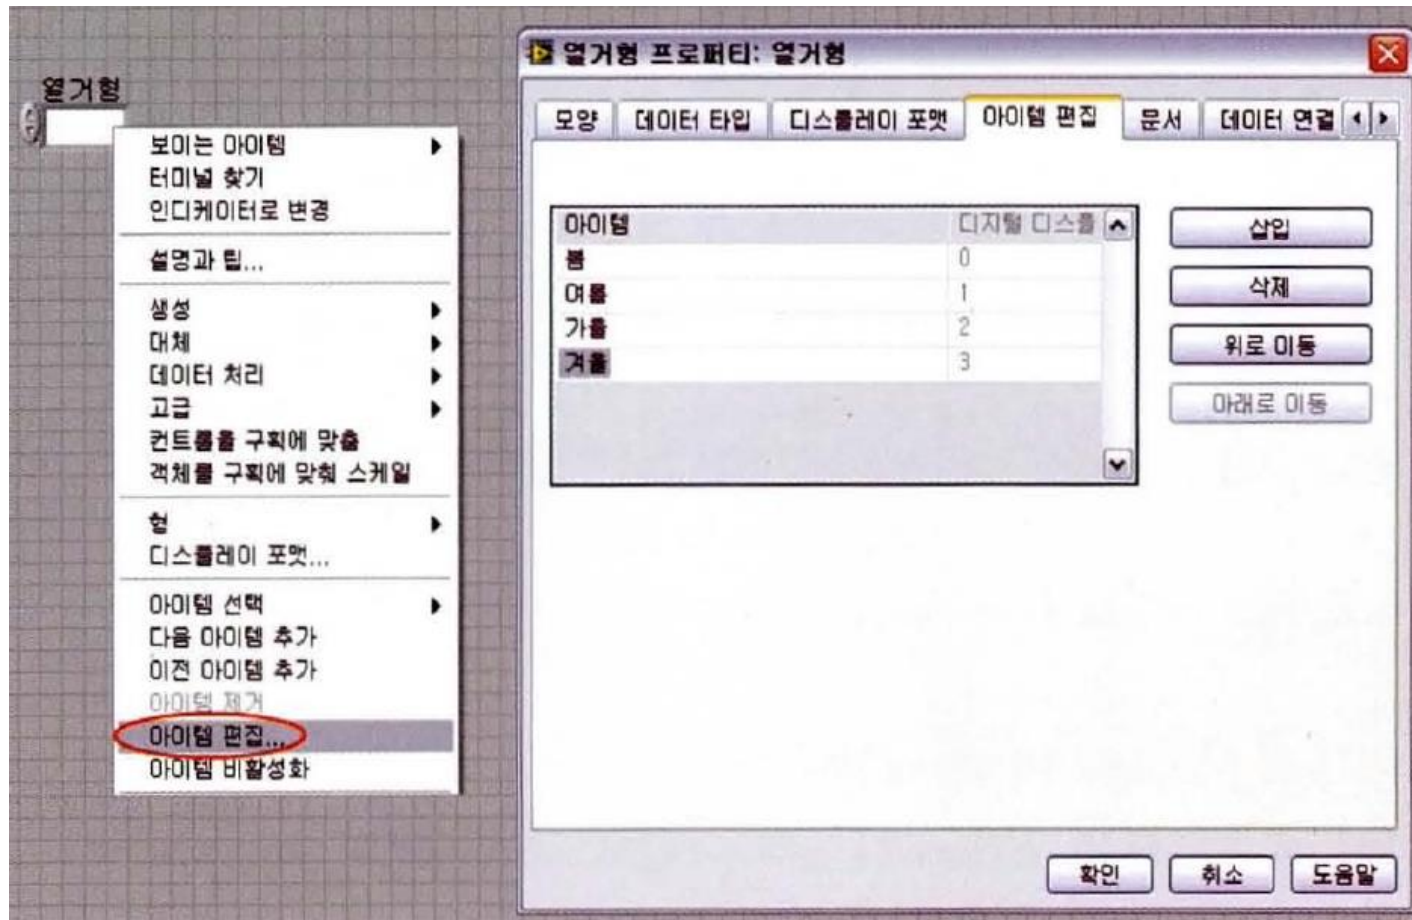 열거형
보이는 아이템
터미널 찾기
인디케이터로 변경
설명과 팁...
생성
대체
데이터 처리
고급
컨트롤을 구획에 맞춤
객체를 구획에 맞춰 스케일
형
디스플레이 포맷...
아이템 선택
다음 아이템 추가
이전 아이템 추가
아이템 제거
아이템 편집...
아이템 비활성화
열거형 프로퍼티: 열거형
모양 데이터 타입 디스플레이 포맷 아이템 편집 문서 데이터 연결
아이템 디지털 디스플
봄 0
여름 1
가을 2
겨울 3
삽입
삭제
위로 이동
아래로 이동
확인 취소 도움말